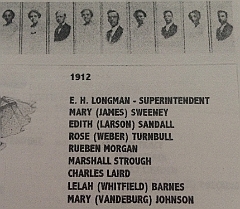 1912
E. H. LONGMAN - SUPERINTENDENT
MARY (JAMES) SWEENEY
EDITH (LARSON) SANDALL
ROSE (WEBER) TURNBULL
RUEBEN MORGAN
MARSHALL STROUGH
CHARLES LAIRD
LELAH (WHITFIELD) BARNES
MARY (VANDEBURG) JOHNSON